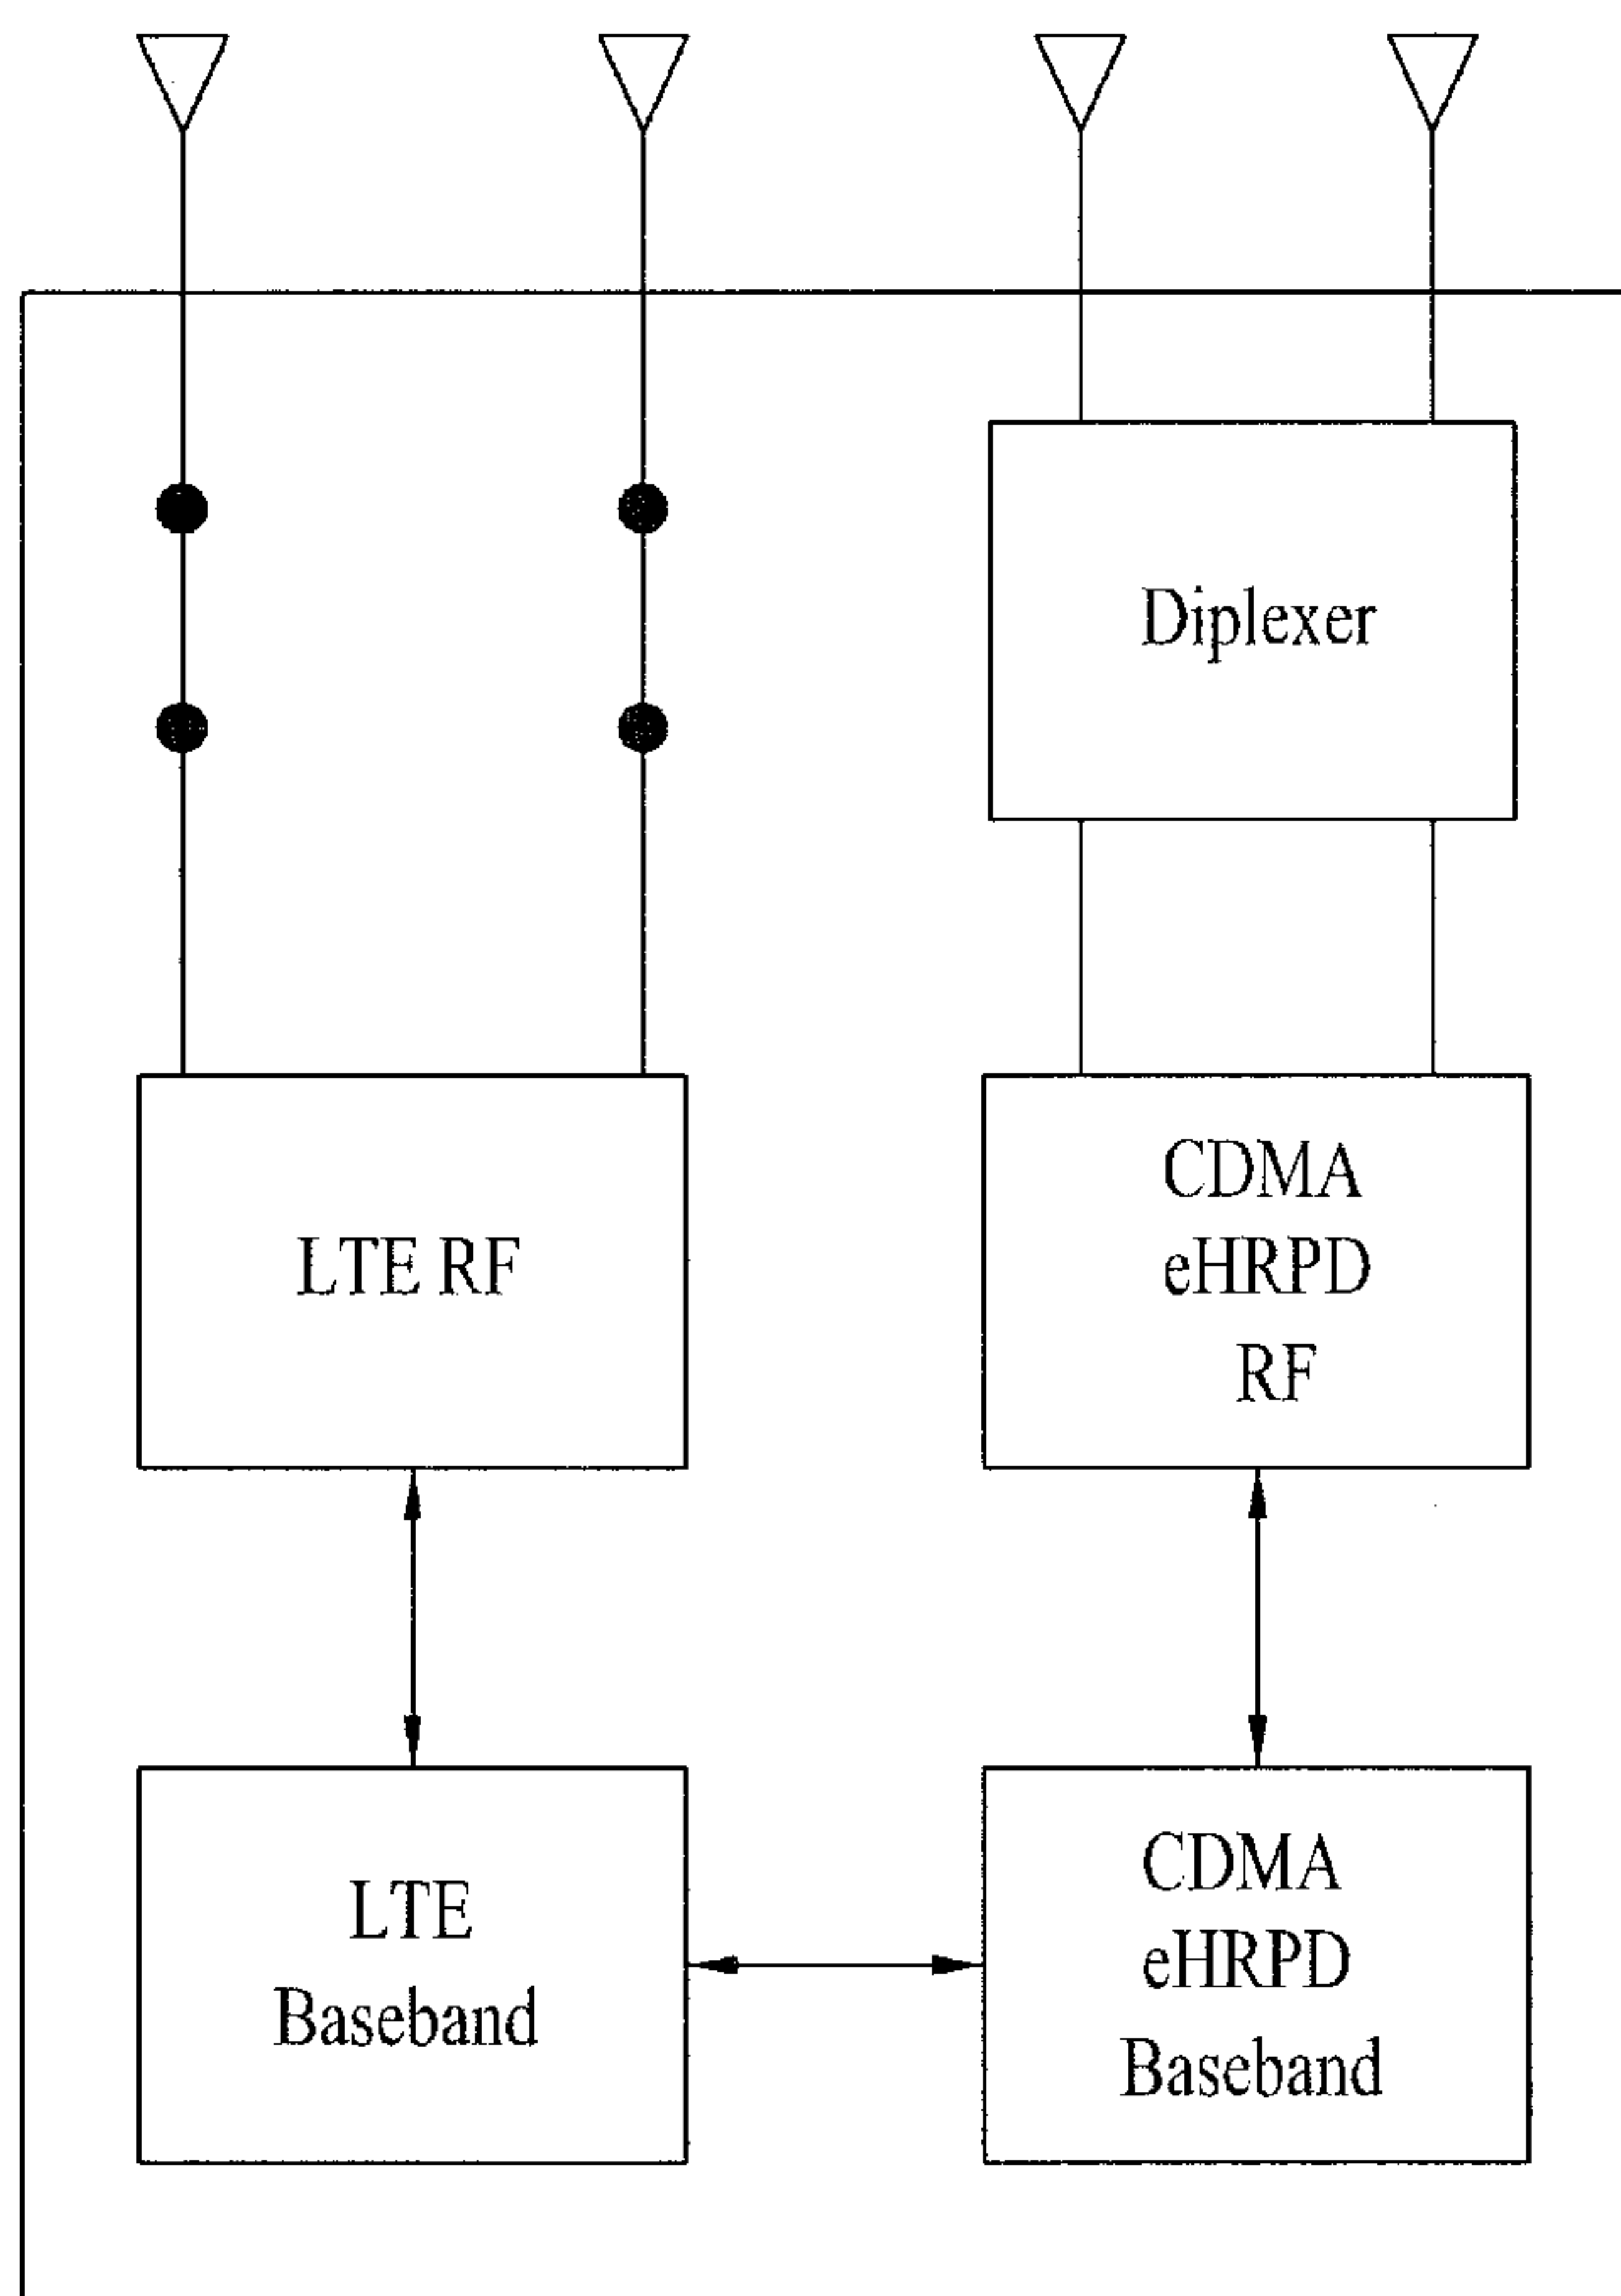 Diplexer
LTE RF
CDMA
eHRPD
RF
LTE
Baseband
CDMA
eHRPD
Baseband